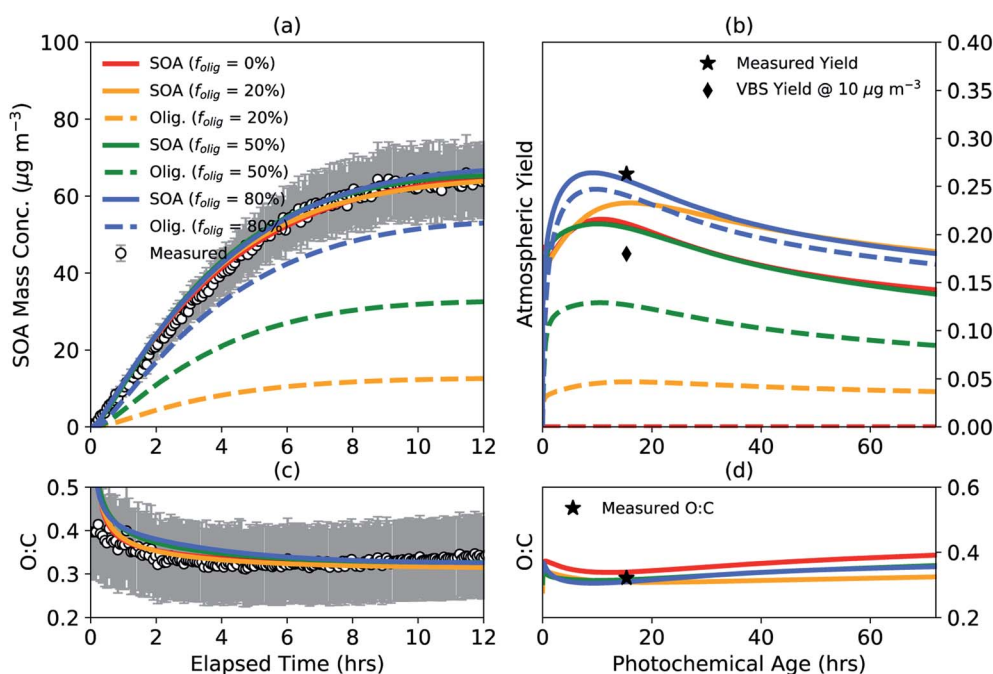 (a)
SOA Mass Conc. (μg m⁻³)
100
80
60
40
20
0
SOA (f_olig = 0%)
SOA (f_olig = 20%)
Olig. (f_olig = 20%)
SOA (f_olig = 50%)
Olig. (f_olig = 50%)
SOA (f_olig = 80%)
Olig. (f_olig = 80%)
Measured
0 2 4 6 8 10 12
(b)
Measured Yield
VBS Yield @ 10 μg m⁻³
Atmospheric Yield
0.40
0.35
0.30
0.25
0.20
0.15
0.10
0.05
0.00
0 20 40 60
(c)
O:C
0.5
0.4
0.3
0.2
0 2 4 6 8 10 12
Elapsed Time (hrs)
(d)
Measured O:C
O:C
0.6
0.4
0.2
0 20 40 60
Photochemical Age (hrs)